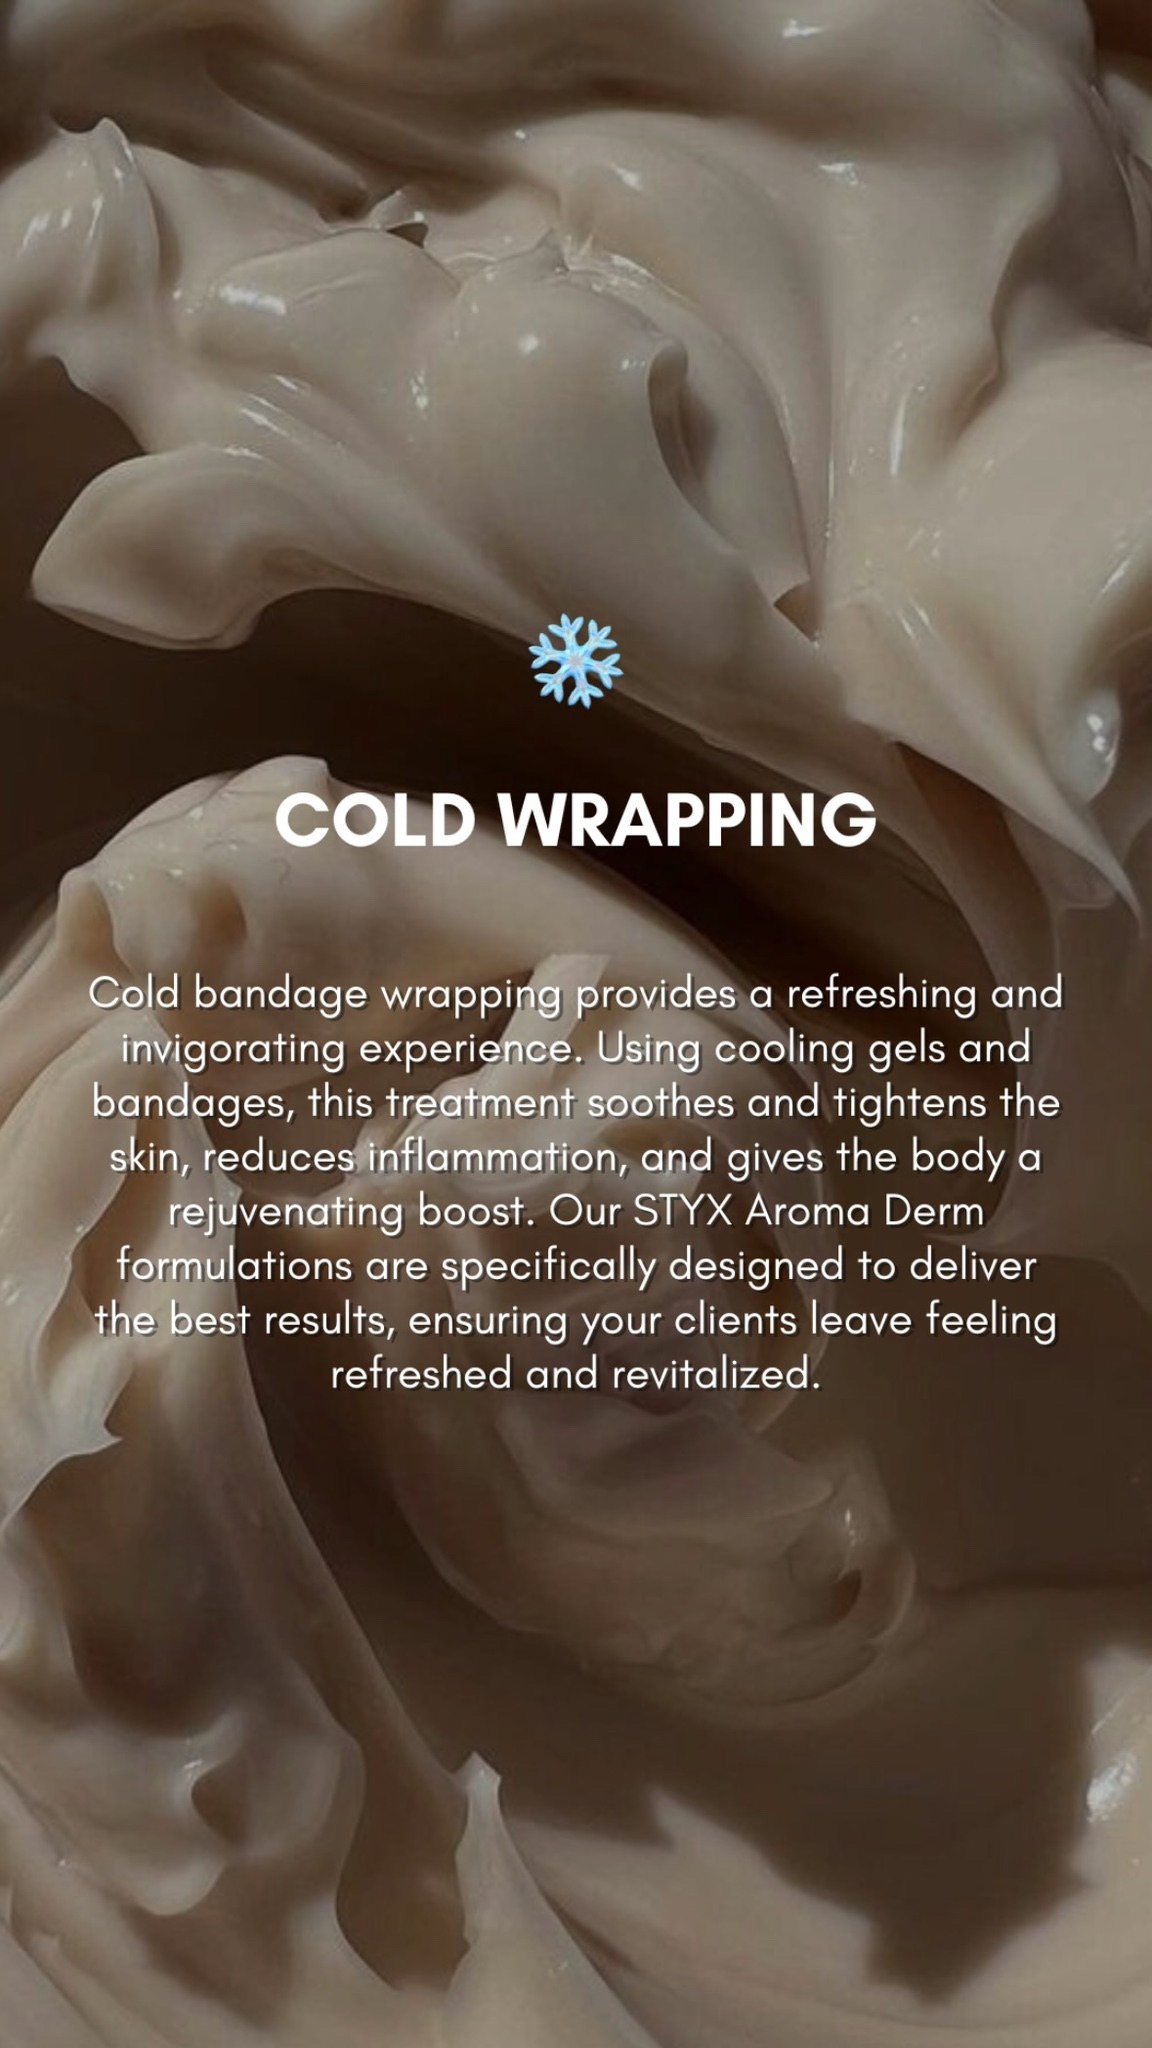 COLD WRAPPING
Cold bandage wrapping provides a refreshing and
invigorating experience. Using cooling gels and
bandages, this treatment soothes and tightens the
skin, reduces inflammation, and gives the body a
rejuvenating boost. Our STYX Aroma Derm
formulations are specifically designed to deliver
the best results, ensuring your clients leave feeling
refreshed and revitalized.